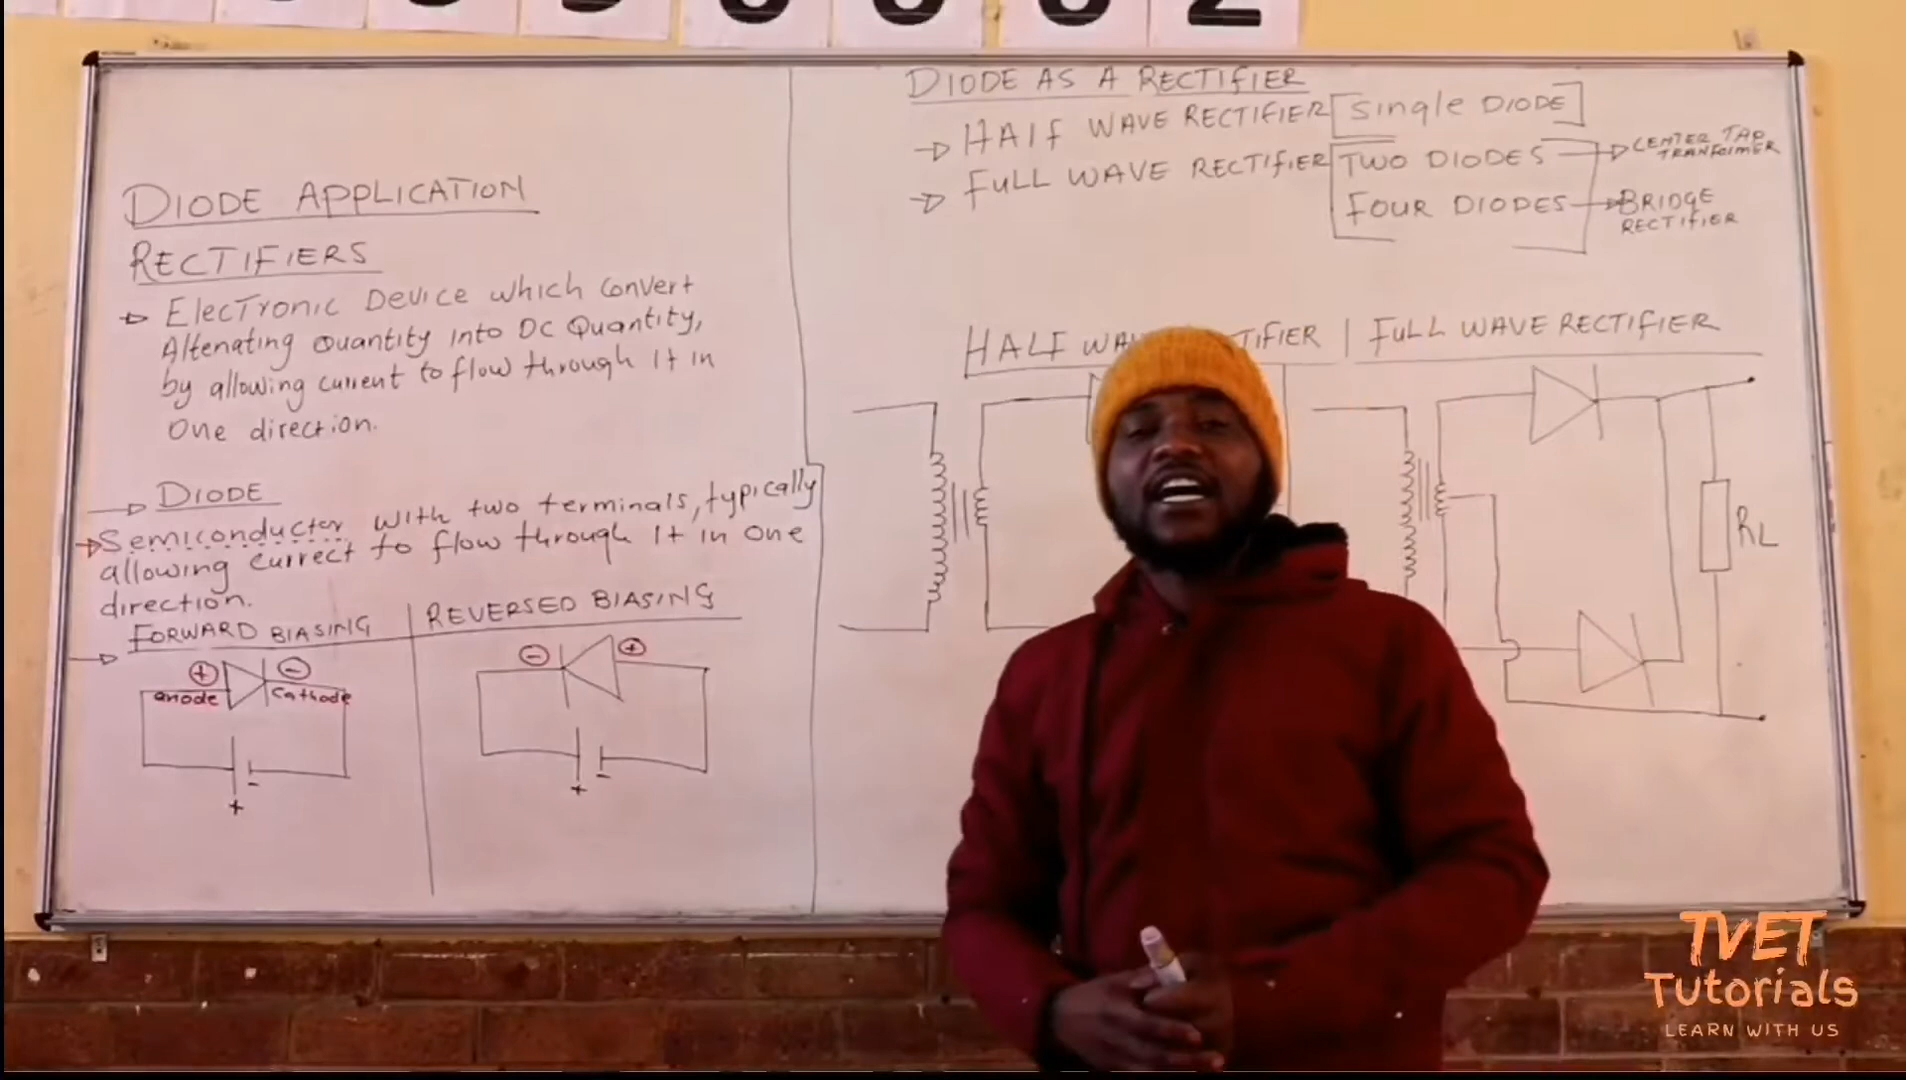 DIODE APPLICATION
RECTIFIERS
Electronic Device which convert
Altenating Quantity into DC Quantity,
by allowing current to flow through It in
One direction.
DIODE
Semiconductor with two terminals, typically
allowing currect to flow through It in one
direction.
FORWARD BIASING | REVERSED BIASING
+ -
anode Cathode
+ -
- +
+ -
DIODE AS A RECTIFIER
HALF WAVE RECTIFIER [Single DIODE]
FULL WAVE RECTIFIER [TWO DIODES
CENTER TAP
TRANFORMER
FOUR DIODES
BRIDGE
RECTIFIER
HALF WA TIFIER | FULL WAVE RECTIFIER
RL
TVET
Tutorials
LEARN WITH US